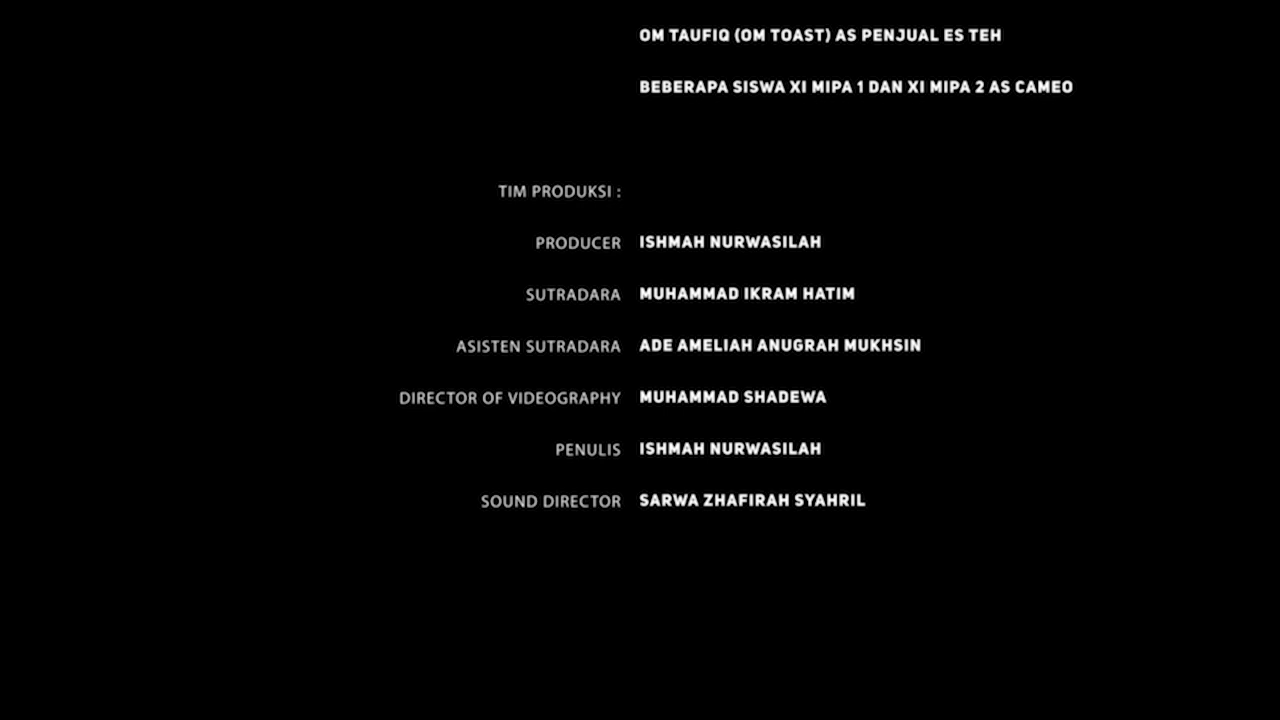 OM TAUFIQ (OM TOAST) AS PENJUAL ES TEH
BEBERAPA SISWA XI MIPA 1 DAN XI MIPA 2 AS CAMEO
TIM PRODUKSI :
PRODUCER ISHMAH NURWASILAH
SUTRADARA MUHAMMAD IKRAM HATIM
ASISTEN SUTRADARA ADE AMELIAH ANUGRAH MUKHSIN
DIRECTOR OF VIDEOGRAPHY MUHAMMAD SHADEWA
PENULIS ISHMAH NURWASILAH
SOUND DIRECTOR SARWA ZHAFIRAH SYAHRIL